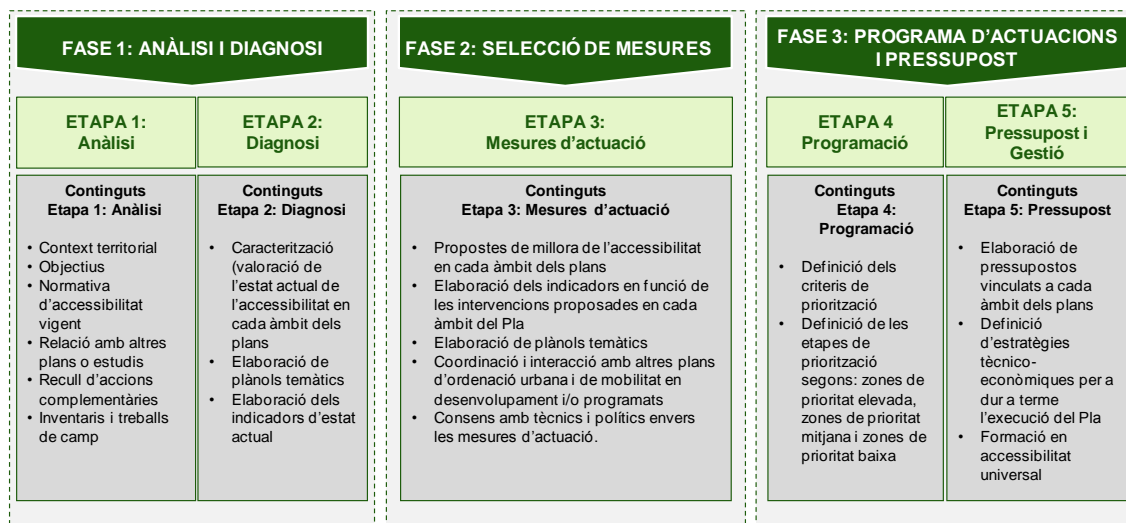 FASE 1: ANÀLISI I DIAGNOSI
ETAPA 1:
Anàlisi
Continguts
Etapa 1: Anàlisi
• Context territorial
• Objectius
• Normativa
d’accessibilitat
vigent
• Relació amb altres
plans o estudis
• Recull d’accions
complementàries
• Inventaris i treballs
de camp
ETAPA 2:
Diagnosi
Continguts
Etapa 2: Diagnosi
• Caracterització
(valoració de
l’estat actual de
l’accessibilitat en
cada àmbit dels
plans
• Elaboració de
plànols temàtics
• Elaboració dels
indicadors d’estat
actual
FASE 2: SELECCIÓ DE MESURES
ETAPA 3:
Mesures d’actuació
Continguts
Etapa 3: Mesures d’actuació
• Propostes de millora de l’accessibilitat
en cada àmbit dels plans
• Elaboració dels indicadors en funció de
les intervencions proposades en cada
àmbit del Pla
• Elaboració de plànols temàtics
• Coordinació i interacció amb altres plans
d’ordenació urbana i de mobilitat en
desenvolupament i/o programats
• Consens amb tècnics i polítics envers
les mesures d’actuació.
FASE 3: PROGRAMA D’ACTUACIONS
I PRESSUPOST
ETAPA 4
Programació
Continguts
Etapa 4:
Programació
• Definició dels
criteris de
priorització
• Definició de les
etapes de
priorització
segons: zones de
prioritat elevada,
zones de prioritat
mitjana i zones de
prioritat baixa
ETAPA 5:
Pressupost i
Gestió
Continguts
Etapa 5: Pressupost
• Elaboració de
pressupostos
vinculats a cada
àmbit dels plans
• Definició
d’estratègies
tècnico-
econòmiques per a
dur a terme
l’execució del Pla
• Formació en
accessibilitat
universal